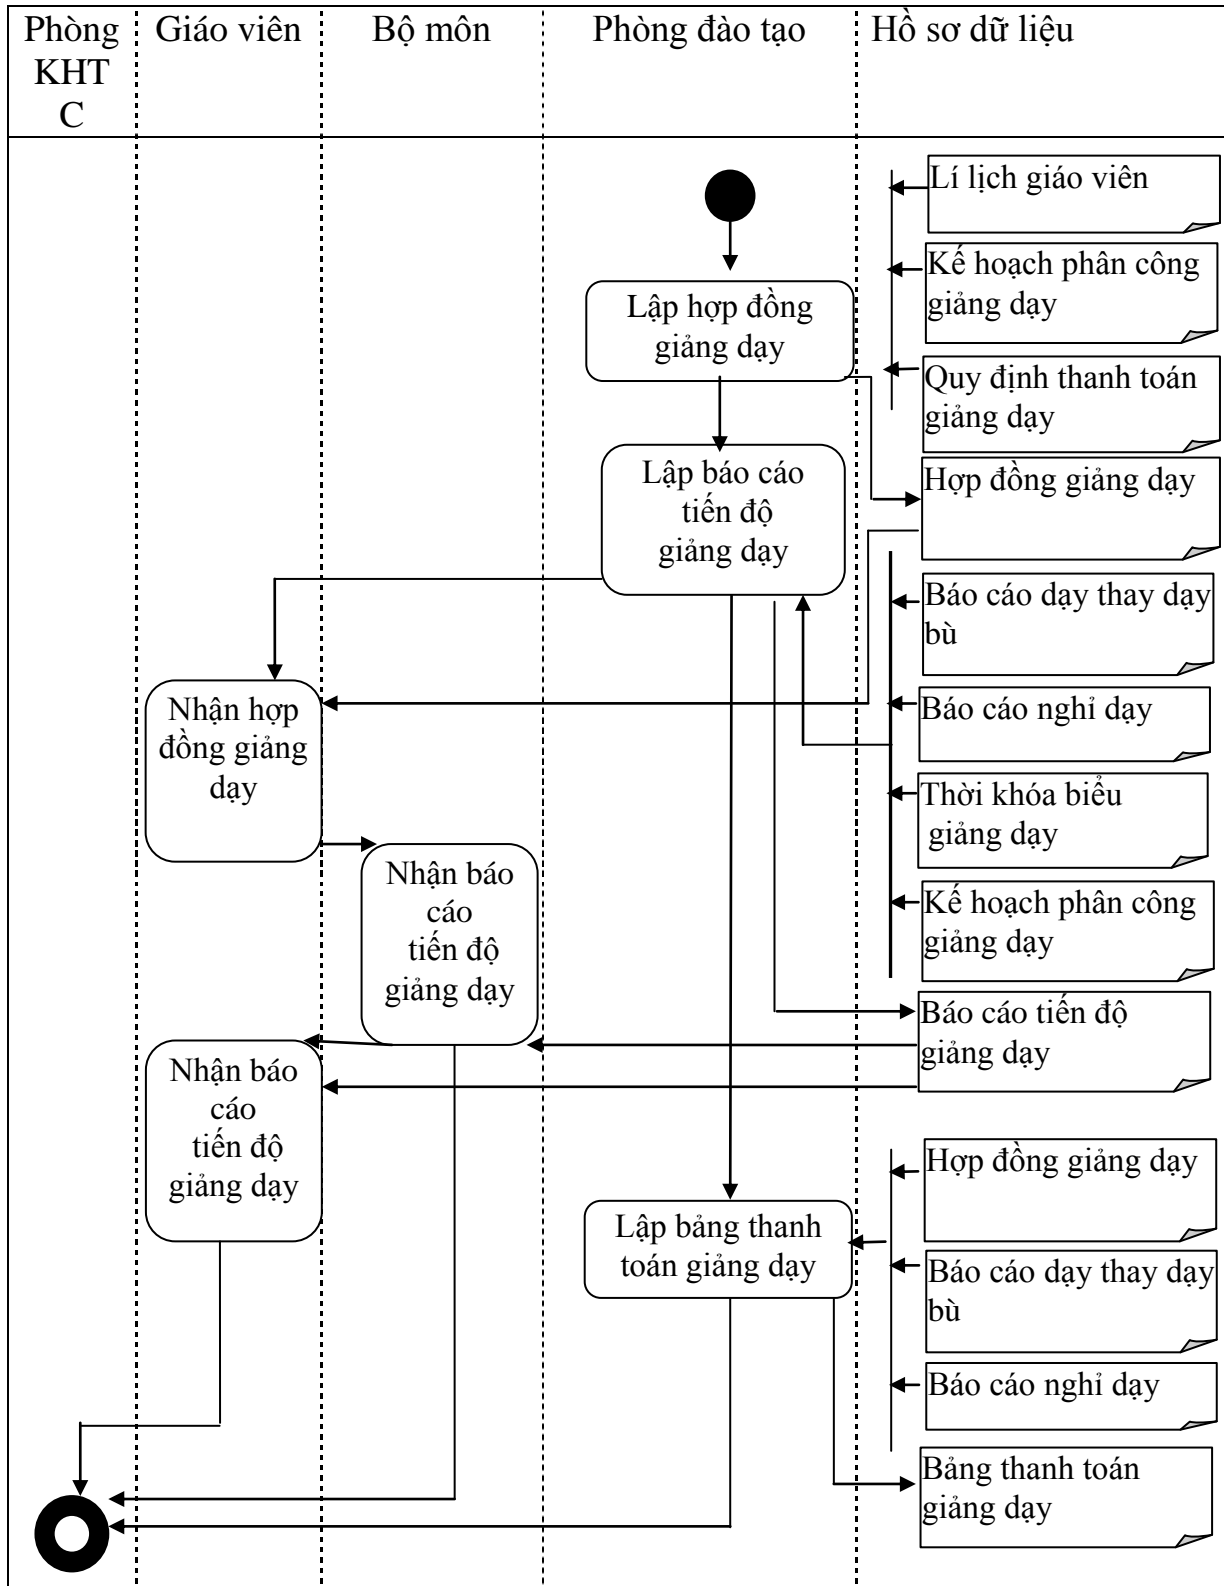 Phòng
KHT
C
Giáo viên
Bộ môn
Phòng đào tạo
Hồ sơ dữ liệu
Lí lịch giáo viên
Kế hoạch phân công
giảng dạy
Lập hợp đồng
giảng dạy
Quy định thanh toán
giảng dạy
Lập báo cáo
tiến độ
giảng dạy
Hợp đồng giảng dạy
Báo cáo dạy thay dạy
bù
Nhận hợp
đồng giảng
dạy
Báo cáo nghỉ dạy
Thời khóa biểu
giảng dạy
Nhận báo
cáo
tiến độ
giảng dạy
Kế hoạch phân công
giảng dạy
Báo cáo tiến độ
giảng dạy
Nhận báo
cáo
tiến độ
giảng dạy
Hợp đồng giảng dạy
Lập bảng thanh
toán giảng dạy
Báo cáo dạy thay dạy
bù
Báo cáo nghỉ dạy
Bảng thanh toán
giảng dạy